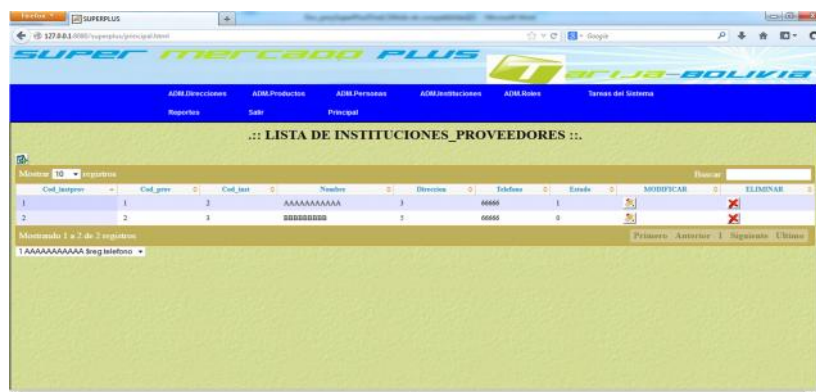 Firefox
SUPERPLUS
127.0.0.1:8080/superplus/principal.html
Google
SUPER mercado PLUS
Tarija-BOLIVIA
ADM.Direcciones ADM.Productos ADM.Personas ADM.Instituciones ADM.Roles Tareas del Sistema
Reportes Salir Principal
.:: LISTA DE INSTITUCIONES_PROVEEDORES ::.
Mostrar 10 registros Buscar
Cod_instprov Cod_prov Cod_inst Nombre Direccion Telefono Estado MODIFICAR ELIMINAR
1 1 2 AAAAAAAAAAA 3 66666 1
2 2 3 BBBBBBBBB 5 66666 0
Mostrando 1 a 2 de 2 registros Primero Anterior 1 Siguiente Ultimo
1 AAAAAAAAAAA $reg.telefono